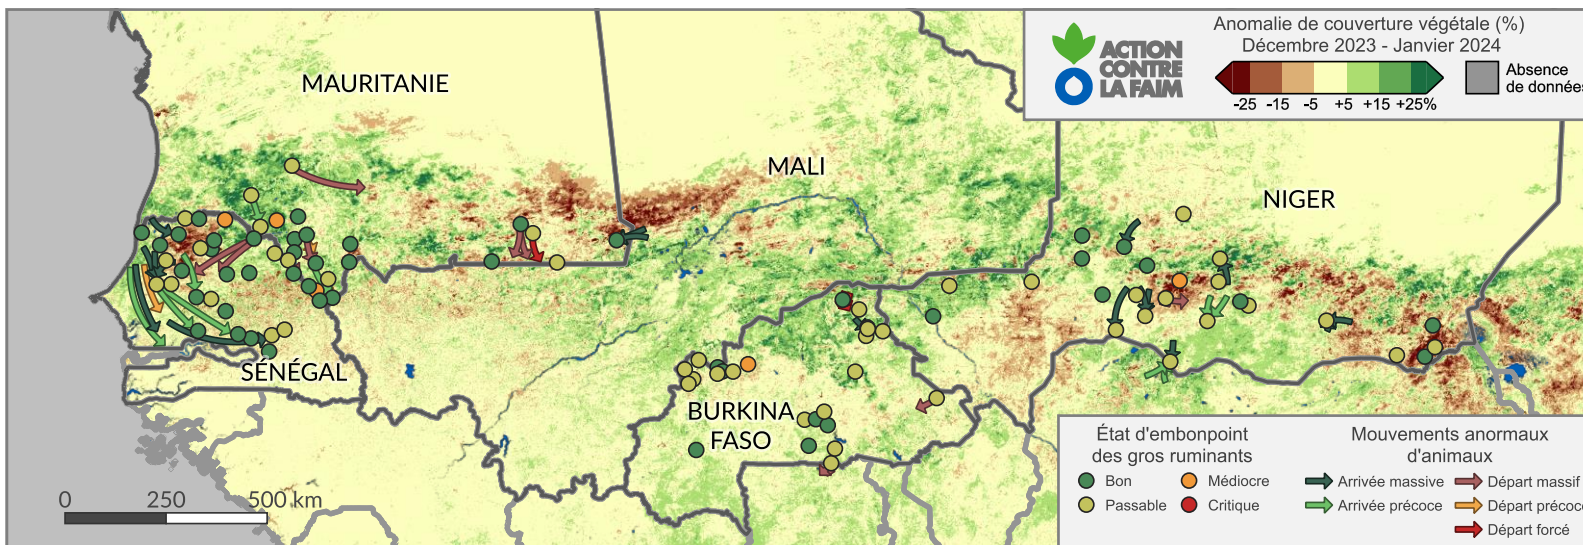 MAURITANIE
MALI
NIGER
SÉNÉGAL
BURKINA
FASO
0 250 500 km
ACTION
CONTRE
LA FAIM
Anomalie de couverture végétale (%)
Décembre 2023 - Janvier 2024
-25 -15 -5 +5 +15 +25%
Absence
de données
État d'embonpoint
des gros ruminants
Bon
Médiocre
Passable
Critique
Mouvements anormaux
d'animaux
Arrivée massive
Départ massif
Arrivée précoce
Départ précoce
Départ forcé